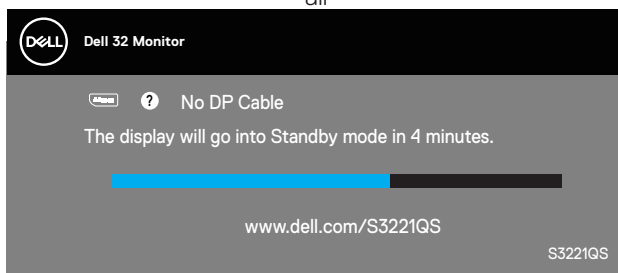 DELL
Dell 32 Monitor
? No DP Cable
The display will go into Standby mode in 4 minutes.
www.dell.com/S3221QS
S3221QS